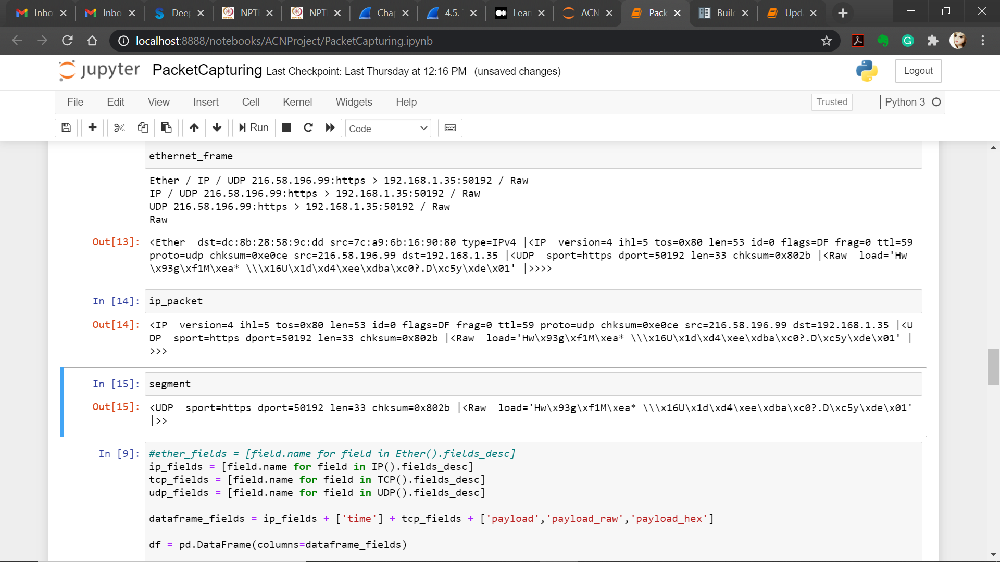 Inbo
Inbo
Deep
NPTI
NPT
Chap
4.5.
Lear
ACN
Pack
Build
Upd
localhost:8888/notebooks/ACNProject/PacketCapturing.ipynb
jupyter PacketCapturing Last Checkpoint: Last Thursday at 12:16 PM (unsaved changes)
Logout
File Edit View Insert Cell Kernel Widgets Help
Trusted
Python 3
Run
Code
ethernet_frame
Ether / IP / UDP 216.58.196.99:https > 192.168.1.35:50192 / Raw
IP / UDP 216.58.196.99:https > 192.168.1.35:50192 / Raw
UDP 216.58.196.99:https > 192.168.1.35:50192 / Raw
Raw
Out[13]: <Ether  dst=dc:8b:28:58:9c:dd src=7c:a9:6b:16:90:80 type=IPv4 |<IP  version=4 ihl=5 tos=0x80 len=53 id=0 flags=DF frag=0 ttl=59
proto=udp chksum=0xe0ce src=216.58.196.99 dst=192.168.1.35 |<UDP  sport=https dport=50192 len=33 chksum=0x802b |<Raw  load='Hw
\x93g\xf1M\xea* \\\x16U\x1d\xd4\xee\xdba\xc0?.D\xc5y\xde\x01' |>>>>
In [14]: ip_packet
Out[14]: <IP  version=4 ihl=5 tos=0x80 len=53 id=0 flags=DF frag=0 ttl=59 proto=udp chksum=0xe0ce src=216.58.196.99 dst=192.168.1.35 |<U
DP  sport=https dport=50192 len=33 chksum=0x802b |<Raw  load='Hw\x93g\xf1M\xea* \\\x16U\x1d\xd4\xee\xdba\xc0?.D\xc5y\xde\x01' |
>>>
In [15]: segment
Out[15]: <UDP  sport=https dport=50192 len=33 chksum=0x802b |<Raw  load='Hw\x93g\xf1M\xea* \\\x16U\x1d\xd4\xee\xdba\xc0?.D\xc5y\xde\x01'
|>>
In [9]: #ether_fields = [field.name for field in Ether().fields_desc]
ip_fields = [field.name for field in IP().fields_desc]
tcp_fields = [field.name for field in TCP().fields_desc]
udp_fields = [field.name for field in UDP().fields_desc]
dataframe_fields = ip_fields + ['time'] + tcp_fields + ['payload','payload_raw','payload_hex']
df = pd.DataFrame(columns=dataframe_fields)